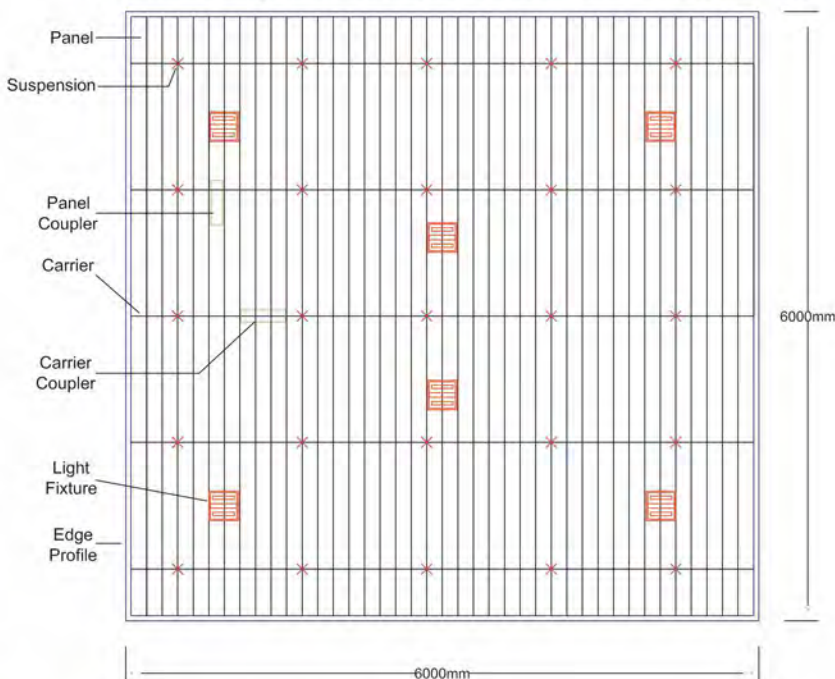 Panel
Suspension
Panel
Coupler
Carrier
6000mm
Carrier
Coupler
Light
Fixture
Edge
Profile
6000mm